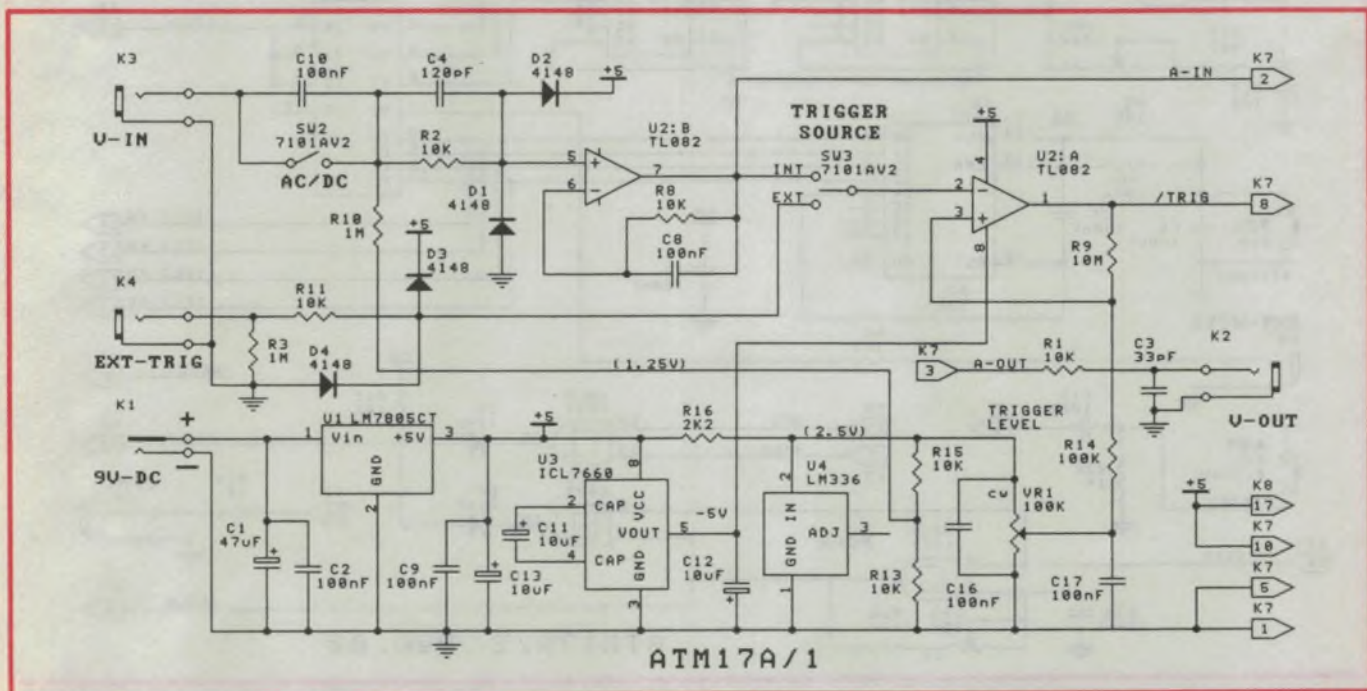 K3
V-IN
C10
100nF
SW2
7101AV2
AC/DC
C4
120pF
R2
10K
D2
4148
+5
D1
4148
R10
1M
5
6
U2:B
TL082
7
R8
10K
C8
100nF
TRIGGER
SOURCE
SW3
7101AV2
INT
EXT
+5
4
U2:A
TL082
2
3
1
8
A-IN
K7
2
/TRIG
K7
8
R9
10M
K4
EXT-TRIG
R11
10K
R3
1M
D4
4148
+5
D3
4148
(1.25V)
K7
3
A-OUT
R1
10K
C3
33pF
K2
V-OUT
K1
+
−
9V-DC
U1 LM7805CT
1
Vin
+5V
3
GND
2
C1
47uF
C2
100nF
C9
100nF
C13
10uF
+5
U3
ICL7660
8
2
CAP
VCC
C11
10uF
VOUT
5
-5V
4
CAP
GND
3
C12
10uF
R16
2K2
(2.5V)
U4
LM336
2
GND IN
ADJ
3
1
R15
10K
R13
10K
TRIGGER
LEVEL
cw
VR1
100K
C16
100nF
R14
100K
C17
100nF
+5
K8
17
K7
10
K7
5
K7
1
ATM17A/1